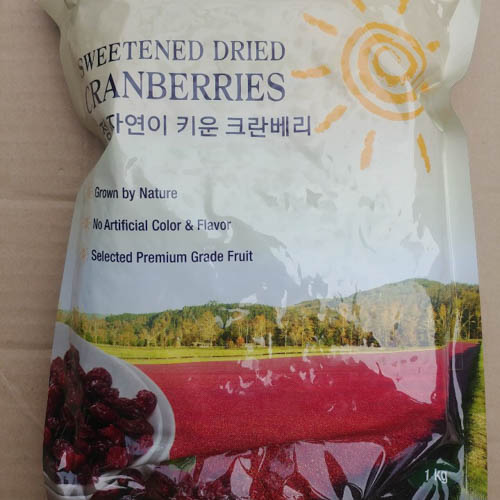 SWEETENED DRIED
CRANBERRIES
청자연이 키운 크란베리
Grown by Nature
No Artificial Color & Flavor
Selected Premium Grade Fruit
1 kg